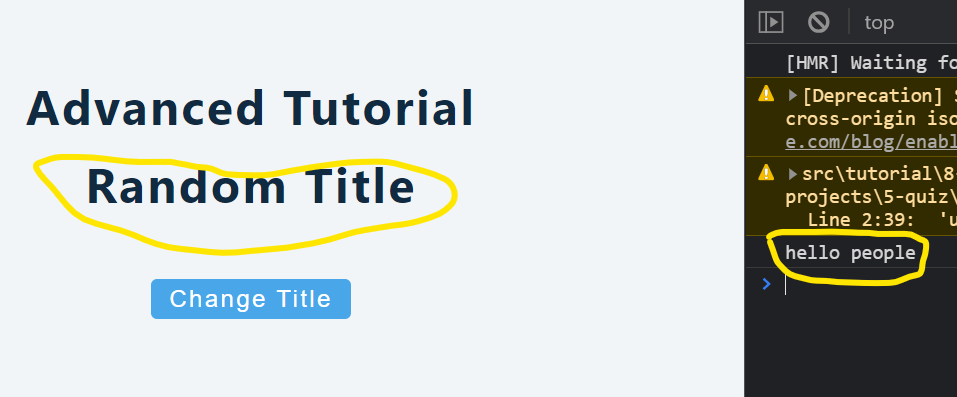 Advanced Tutorial
Random Title
Change Title
top
[HMR] Waiting fo
[Deprecation] S
cross-origin iso
e.com/blog/enabl
src\tutorial\8-
projects\5-quiz\
Line 2:39: 'u
hello people